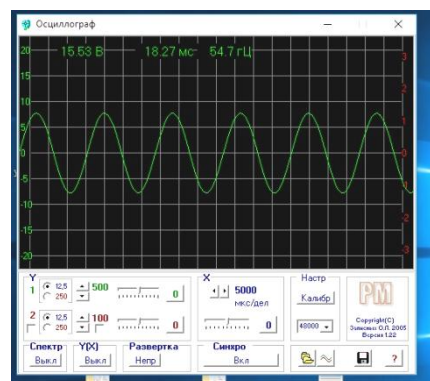 Осциллограф
20 15.53 В 18.27 мс 54.7 гЦ 3
15
10 2
5 1
0 0
-5 -1
-10 -2
-15
-20 -3
Y X Настр
1 12,5 250 500 0 5000 мкс/дел Калибр PM
2 12,5 250 100 0 0 48000 Copyright(C)
Залисько О.Л. 2005
Версия 1.22
Спектр Y(X) Развертка Синхро
Выкл Выкл Непр Вкл ?